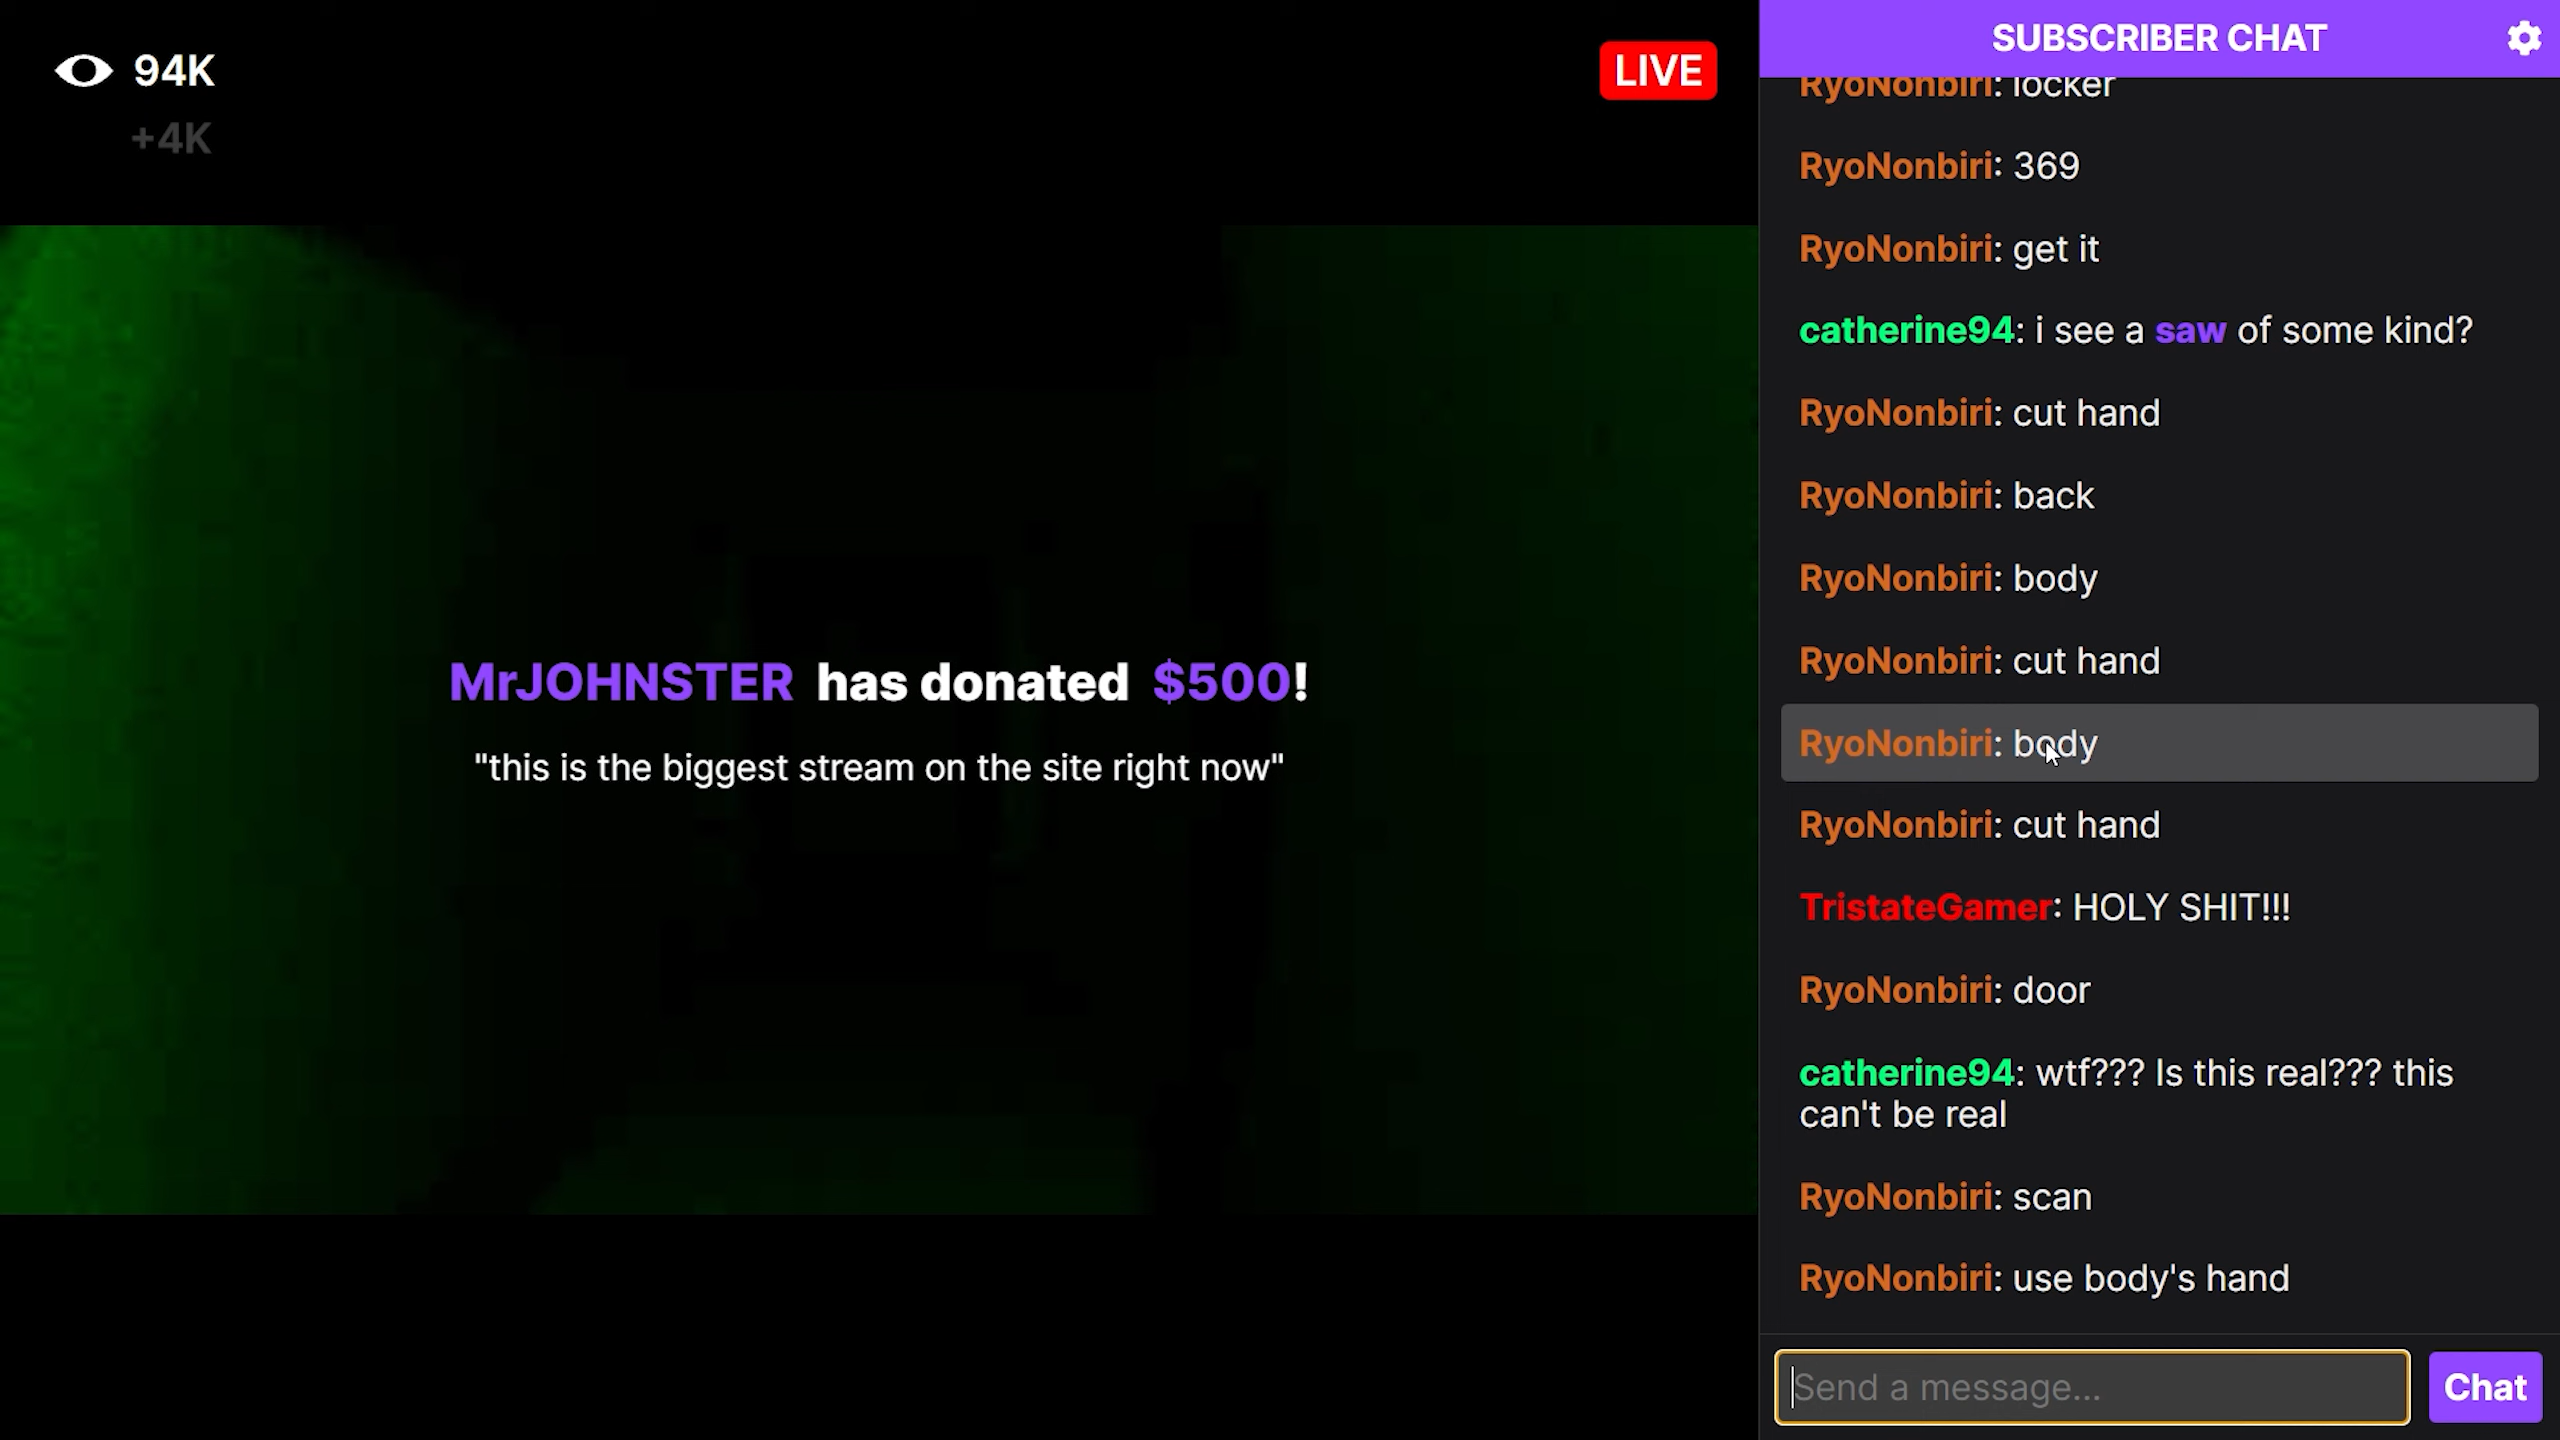 94K
+4K
LIVE
MrJOHNSTER has donated $500!
"this is the biggest stream on the site right now"
SUBSCRIBER CHAT
RyoNonbiri: locker
RyoNonbiri: 369
RyoNonbiri: get it
catherine94: i see a saw of some kind?
RyoNonbiri: cut hand
RyoNonbiri: back
RyoNonbiri: body
RyoNonbiri: cut hand
RyoNonbiri: body
RyoNonbiri: cut hand
TristateGamer: HOLY SHIT!!!
RyoNonbiri: door
catherine94: wtf??? Is this real??? this
can't be real
RyoNonbiri: scan
RyoNonbiri: use body's hand
Send a message...
Chat